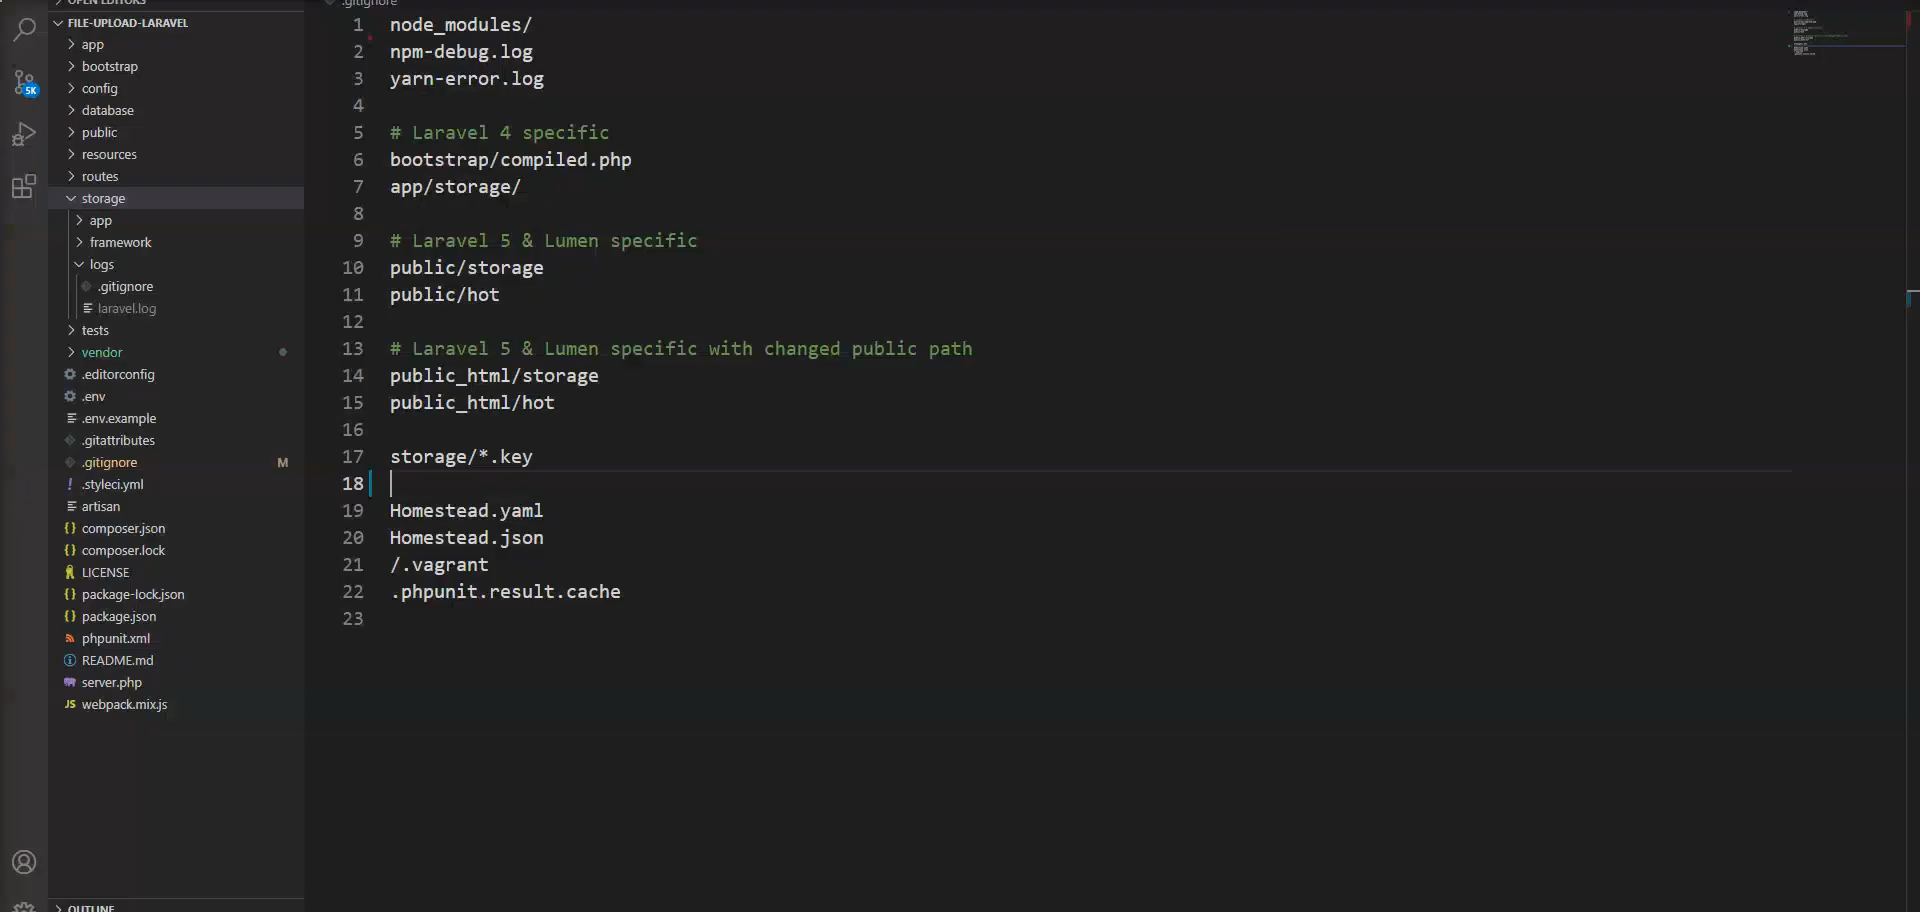 OPEN EDITORS
FILE-UPLOAD-LARAVEL
app
bootstrap
config
database
public
resources
routes
storage
app
framework
logs
.gitignore
laravel.log
tests
vendor
.editorconfig
.env
.env.example
.gitattributes
.gitignore M
.styleci.yml
artisan
composer.json
composer.lock
LICENSE
package-lock.json
package.json
phpunit.xml
README.md
server.php
webpack.mix.js
OUTLINE
5K
.gitignore
1 node_modules/
2 npm-debug.log
3 yarn-error.log
4
5 # Laravel 4 specific
6 bootstrap/compiled.php
7 app/storage/
8
9 # Laravel 5 & Lumen specific
10 public/storage
11 public/hot
12
13 # Laravel 5 & Lumen specific with changed public path
14 public_html/storage
15 public_html/hot
16
17 storage/*.key
18
19 Homestead.yaml
20 Homestead.json
21 /.vagrant
22 .phpunit.result.cache
23